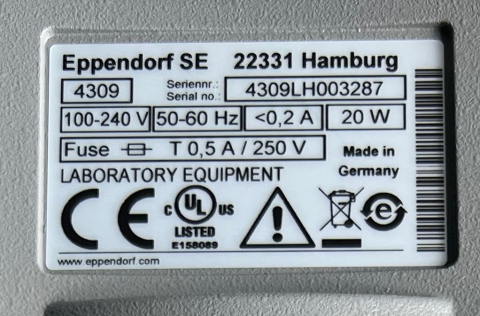 Eppendorf SE 22331 Hamburg
4309 Seriennr.: Serial no.: 4309LH003287
100-240 V 50-60 Hz <0,2 A 20 W
Fuse T 0,5 A / 250 V Made in Germany
LABORATORY EQUIPMENT
CE c UL US
LISTED
E158089
www.eppendorf.com